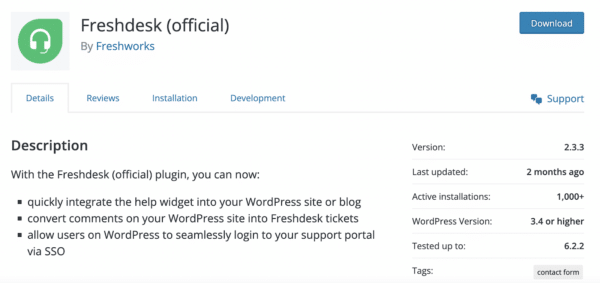 Freshdesk (official)
By Freshworks
Download
Details
Reviews
Installation
Development
Support
Description
With the Freshdesk (official) plugin, you can now:
quickly integrate the help widget into your WordPress site or blog
convert comments on your WordPress site into Freshdesk tickets
allow users on WordPress to seamlessly login to your support portal
via SSO
Version: 2.3.3
Last updated: 2 months ago
Active installations: 1,000+
WordPress Version: 3.4 or higher
Tested up to: 6.2.2
Tags: contact form